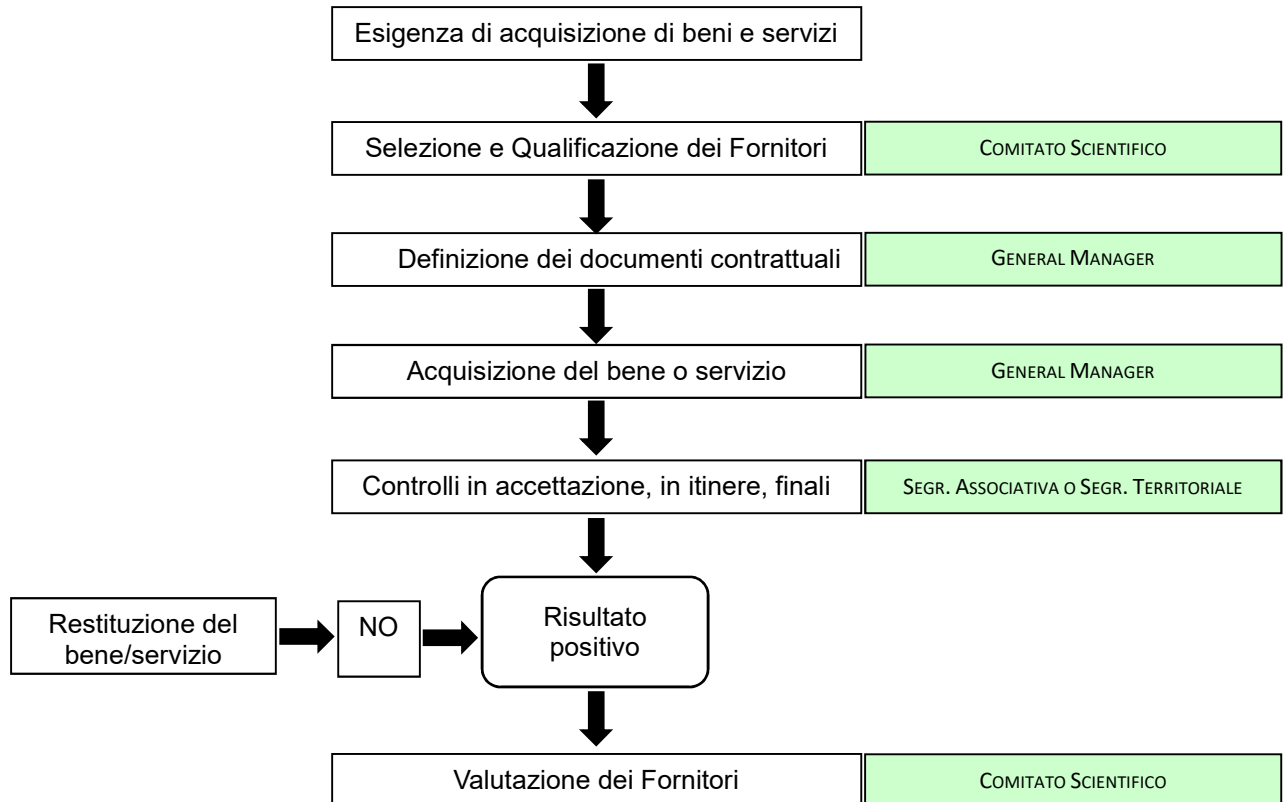 Esigenza di acquisizione di beni e servizi
Selezione e Qualificazione dei Fornitori
COMITATO SCIENTIFICO
Definizione dei documenti contrattuali
GENERAL MANAGER
Acquisizione del bene o servizio
GENERAL MANAGER
Controlli in accettazione, in itinere, finali
SEGR. ASSOCIATIVA O SEGR. TERRITORIALE
Restituzione del
bene/servizio
NO
Risultato
positivo
Valutazione dei Fornitori
COMITATO SCIENTIFICO